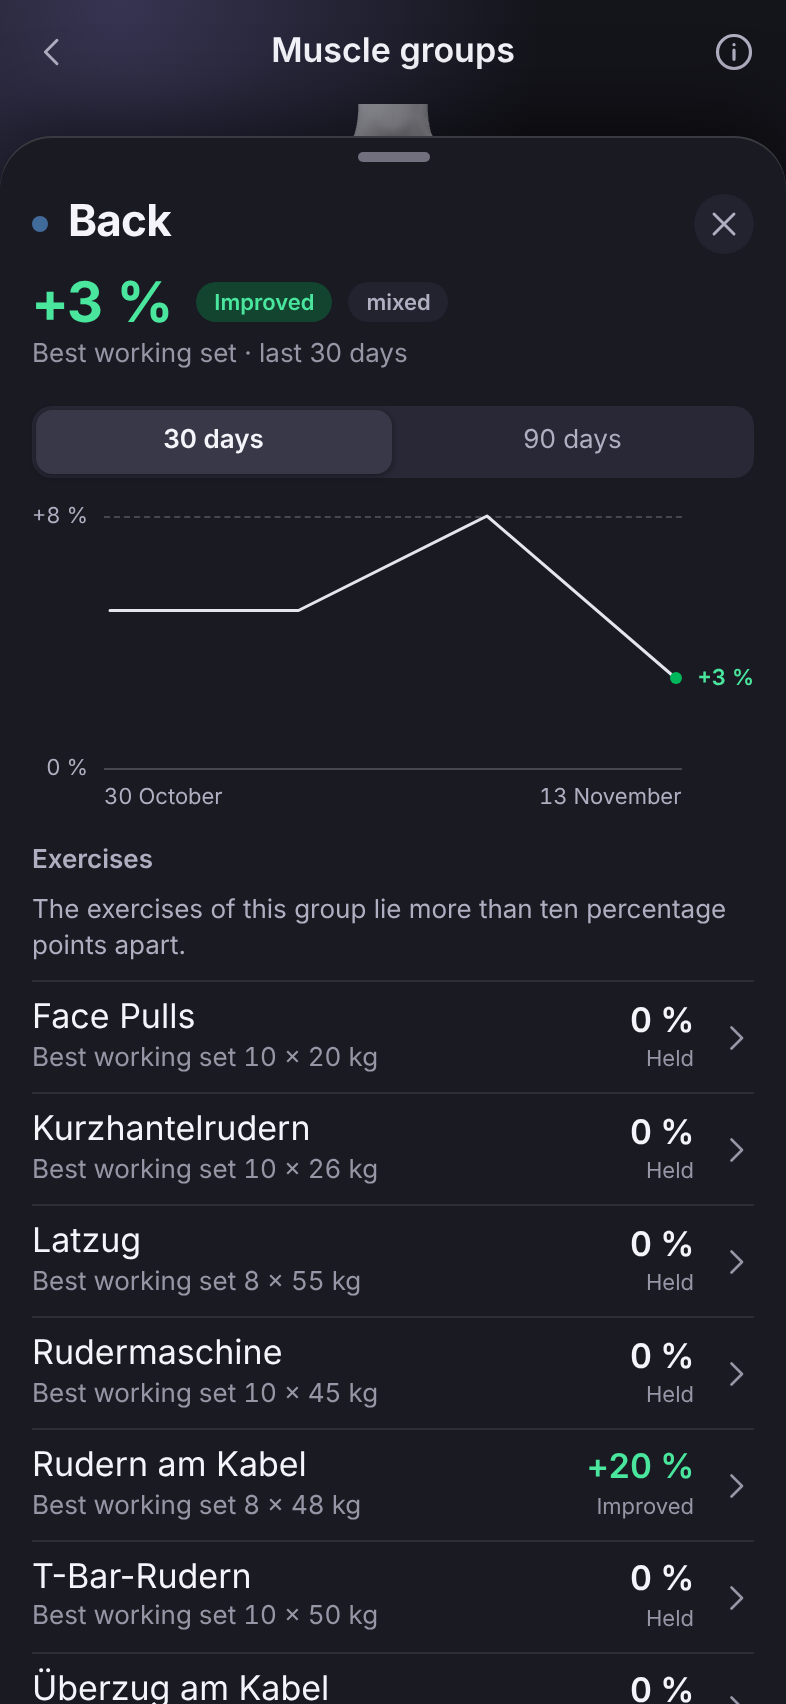 Muscle groups
Back
+3 % Improved mixed
Best working set · last 30 days
30 days 90 days
+8 %
+3 %
0 %
30 October 13 November
Exercises
The exercises of this group lie more than ten percentage
points apart.
Face Pulls 0 %
Best working set 10 × 20 kg Held
Kurzhantelrudern 0 %
Best working set 10 × 26 kg Held
Latzug 0 %
Best working set 8 × 55 kg Held
Rudermaschine 0 %
Best working set 10 × 45 kg Held
Rudern am Kabel +20 %
Best working set 8 × 48 kg Improved
T-Bar-Rudern 0 %
Best working set 10 × 50 kg Held
Überzug am Kabel 0 %